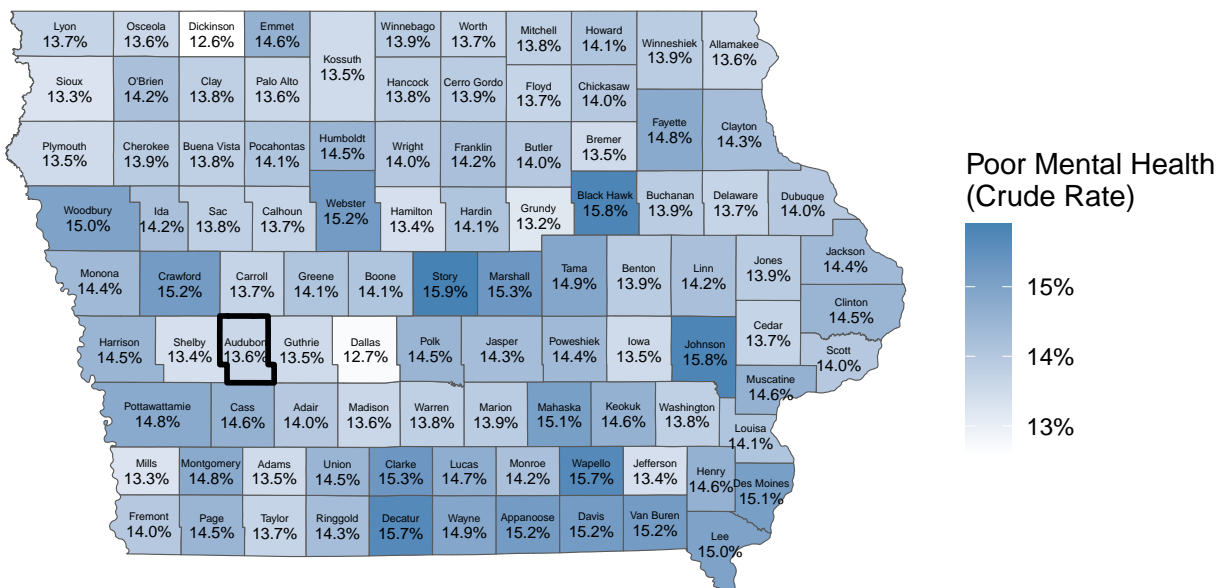 Lyon
13.7%
Osceola
13.6%
Dickinson
12.6%
Emmet
14.6%
Kossuth
13.5%
Winnebago
13.9%
Worth
13.7%
Mitchell
13.8%
Howard
14.1%
Winneshiek
13.9%
Allamakee
13.6%
Sioux
13.3%
O'Brien
14.2%
Clay
13.8%
Palo Alto
13.6%
Hancock
13.8%
Cerro Gordo
13.9%
Floyd
13.7%
Chickasaw
14.0%
Fayette
14.8%
Clayton
14.3%
Plymouth
13.5%
Cherokee
13.9%
Buena Vista
13.8%
Pocahontas
14.1%
Humboldt
14.5%
Wright
14.0%
Franklin
14.2%
Butler
14.0%
Bremer
13.5%
Woodbury
15.0%
Ida
14.2%
Sac
13.8%
Calhoun
13.7%
Webster
15.2%
Hamilton
13.4%
Hardin
14.1%
Grundy
13.2%
Black Hawk
15.8%
Buchanan
13.9%
Delaware
13.7%
Dubuque
14.0%
Monona
14.4%
Crawford
15.2%
Carroll
13.7%
Greene
14.1%
Boone
14.1%
Story
15.9%
Marshall
15.3%
Tama
14.9%
Benton
13.9%
Linn
14.2%
Jones
13.9%
Jackson
14.4%
Clinton
14.5%
Harrison
14.5%
Shelby
13.4%
Audubon
13.6%
Guthrie
13.5%
Dallas
12.7%
Polk
14.5%
Jasper
14.3%
Poweshiek
14.4%
Iowa
13.5%
Johnson
15.8%
Cedar
13.7%
Scott
14.0%
Muscatine
14.6%
Pottawattamie
14.8%
Cass
14.6%
Adair
14.0%
Madison
13.6%
Warren
13.8%
Marion
13.9%
Mahaska
15.1%
Keokuk
14.6%
Washington
13.8%
Louisa
14.1%
Mills
13.3%
Montgomery
14.8%
Adams
13.5%
Union
14.5%
Clarke
15.3%
Lucas
14.7%
Monroe
14.2%
Wapello
15.7%
Jefferson
13.4%
Henry
14.6%
Des Moines
15.1%
Fremont
14.0%
Page
14.5%
Taylor
13.7%
Ringgold
14.3%
Decatur
15.7%
Wayne
14.9%
Appanoose
15.2%
Davis
15.2%
Van Buren
15.2%
Lee
15.0%
Poor Mental Health
(Crude Rate)
15%
14%
13%